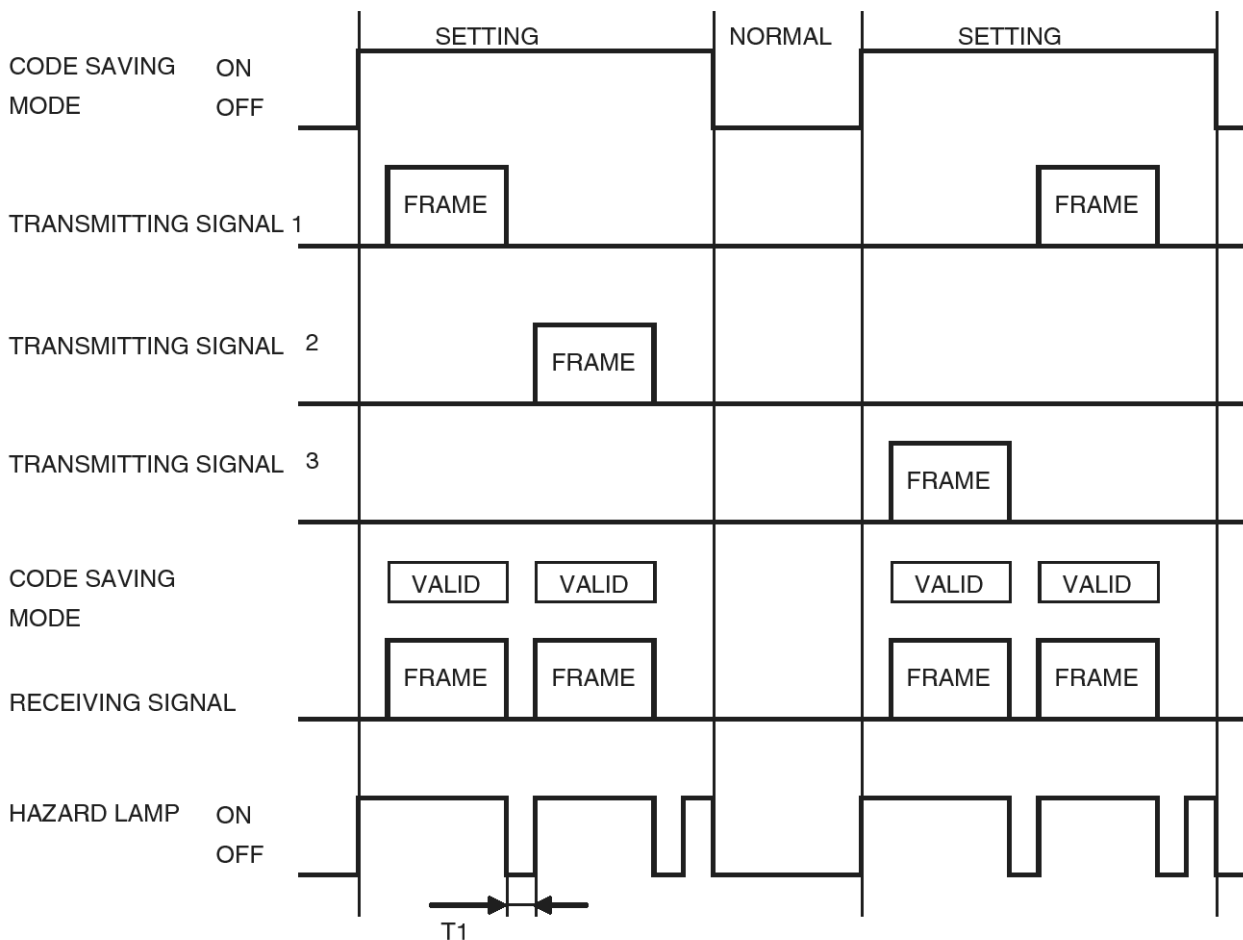 SETTING NORMAL SETTING
CODE SAVING ON
MODE OFF
FRAME FRAME
TRANSMITTING SIGNAL 1
TRANSMITTING SIGNAL 2
FRAME
TRANSMITTING SIGNAL 3
FRAME
CODE SAVING
MODE
VALID VALID VALID VALID
FRAME FRAME FRAME FRAME
RECEIVING SIGNAL
HAZARD LAMP ON
OFF
T1